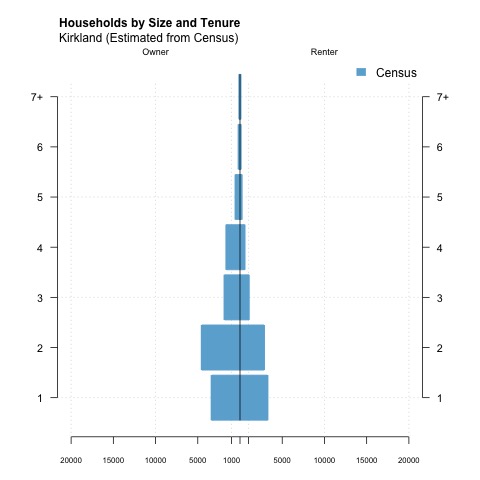 Households by Size and Tenure
Kirkland (Estimated from Census)
Owner Renter
Census
7+ 7+
6 6
5 5
4 4
3 3
2 2
1 1
20000 15000 10000 5000 1000 5000 10000 15000 20000